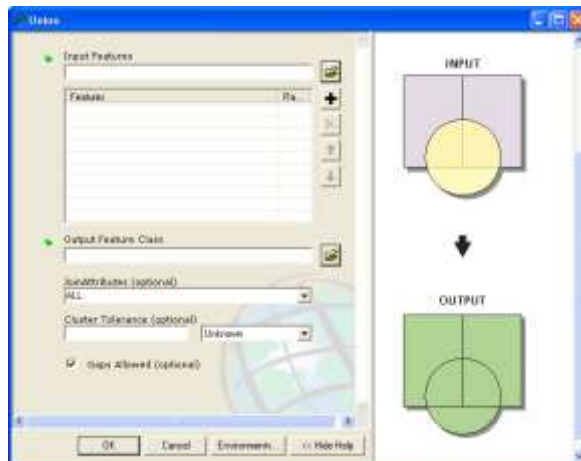 Union
Input Features
Features Ra...
Output Feature Class
JoinAttributes (optional)
ALL
Cluster Tolerance (optional)
Unknown
Gaps Allowed (optional)
OK Cancel Environments... << Hide Help
INPUT
OUTPUT